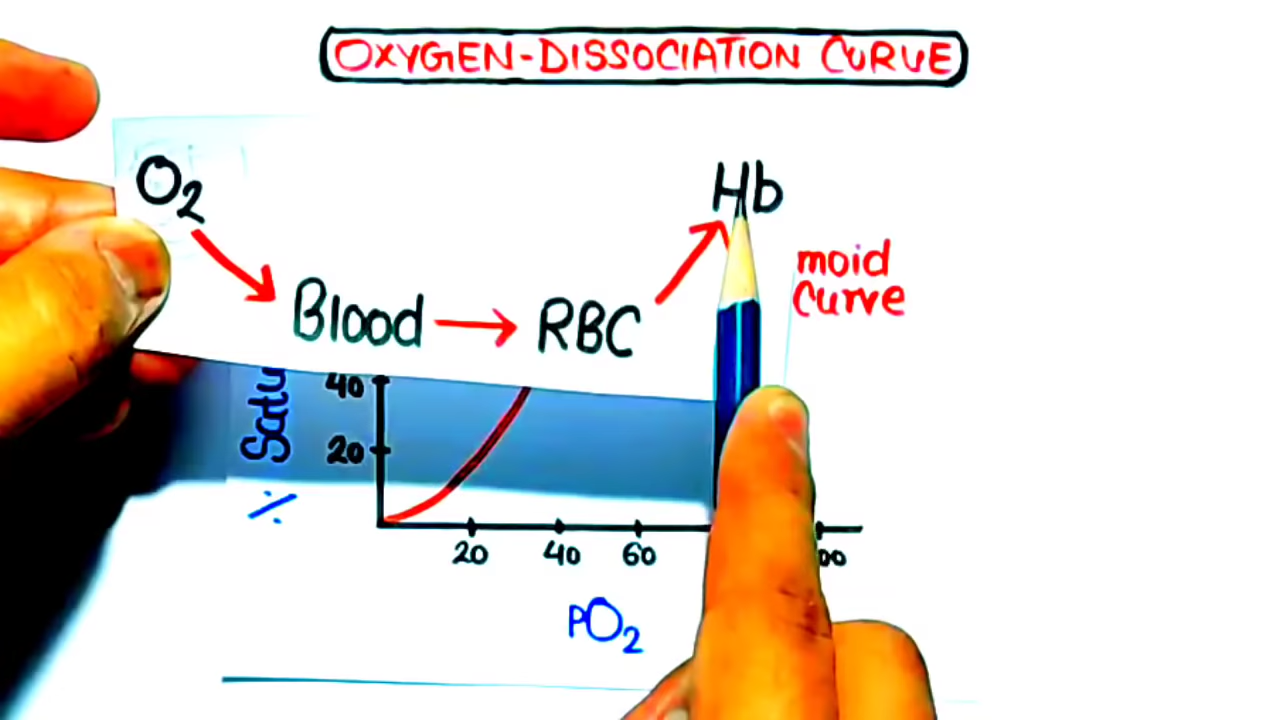 OXYGEN-DISSOCIATION CURVE
O2
Hb
Blood → RBC
moid
curve
40
20
%
20 40 60
PO2